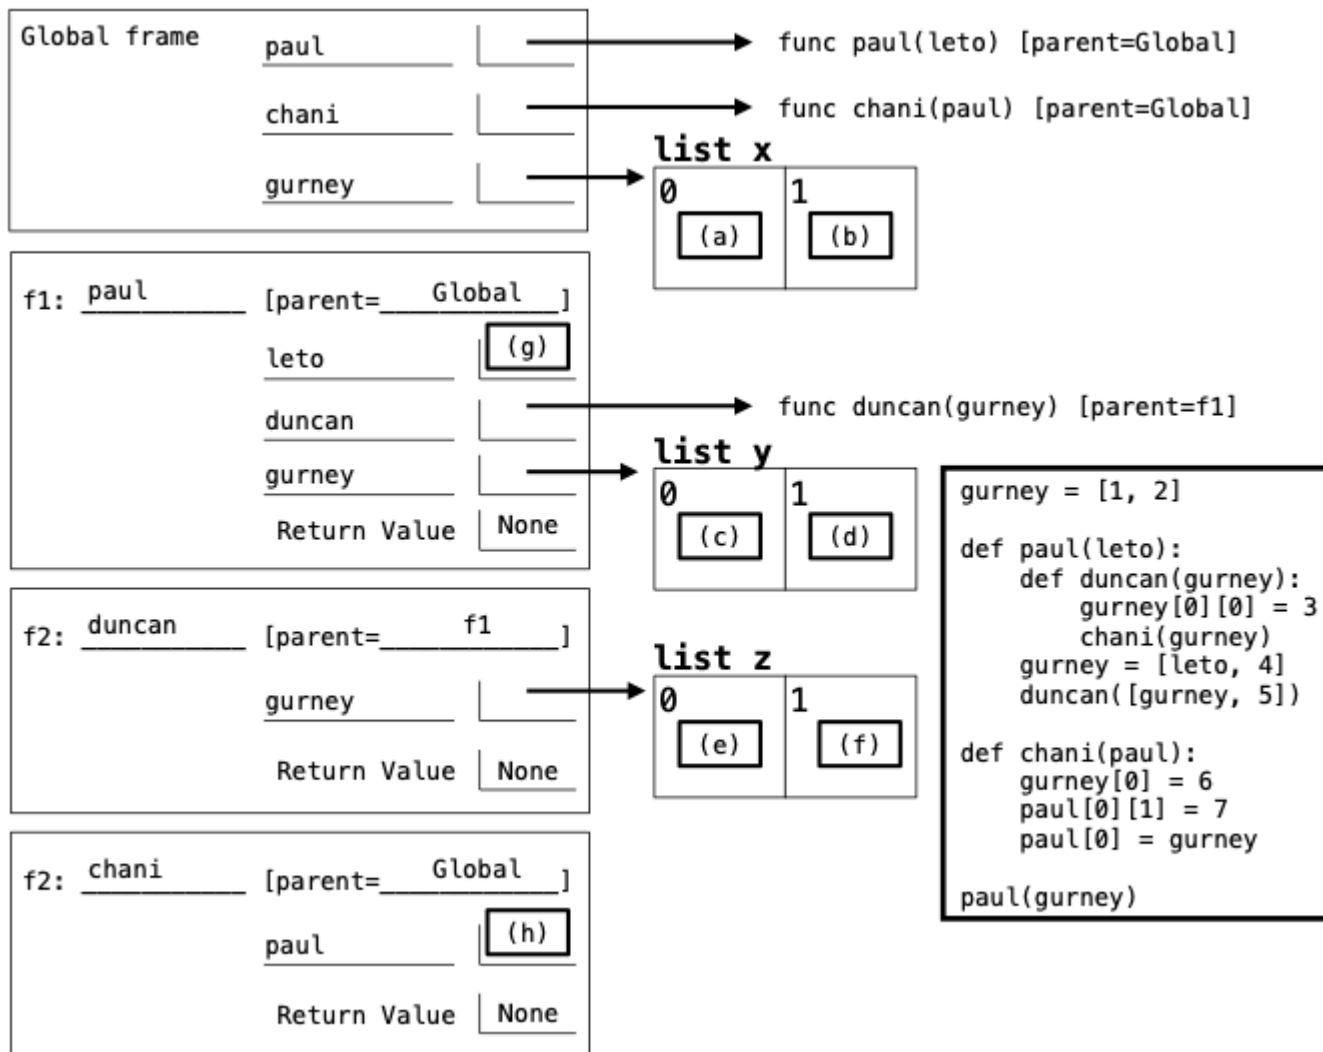 Global frame
paul
func paul(leto) [parent=Global]
chani
func chani(paul) [parent=Global]
gurney
list x
0 1
(a) (b)
f1: paul [parent=Global]
leto (g)
duncan
func duncan(gurney) [parent=f1]
gurney
list y
0 1
(c) (d)
Return Value None
f2: duncan [parent=f1]
gurney
list z
0 1
(e) (f)
Return Value None
f2: chani [parent=Global]
paul (h)
Return Value None
gurney = [1, 2]
def paul(leto):
    def duncan(gurney):
        gurney[0][0] = 3
        chani(gurney)
    gurney = [leto, 4]
    duncan([gurney, 5])
def chani(paul):
    gurney[0] = 6
    paul[0][1] = 7
    paul[0] = gurney
paul(gurney)